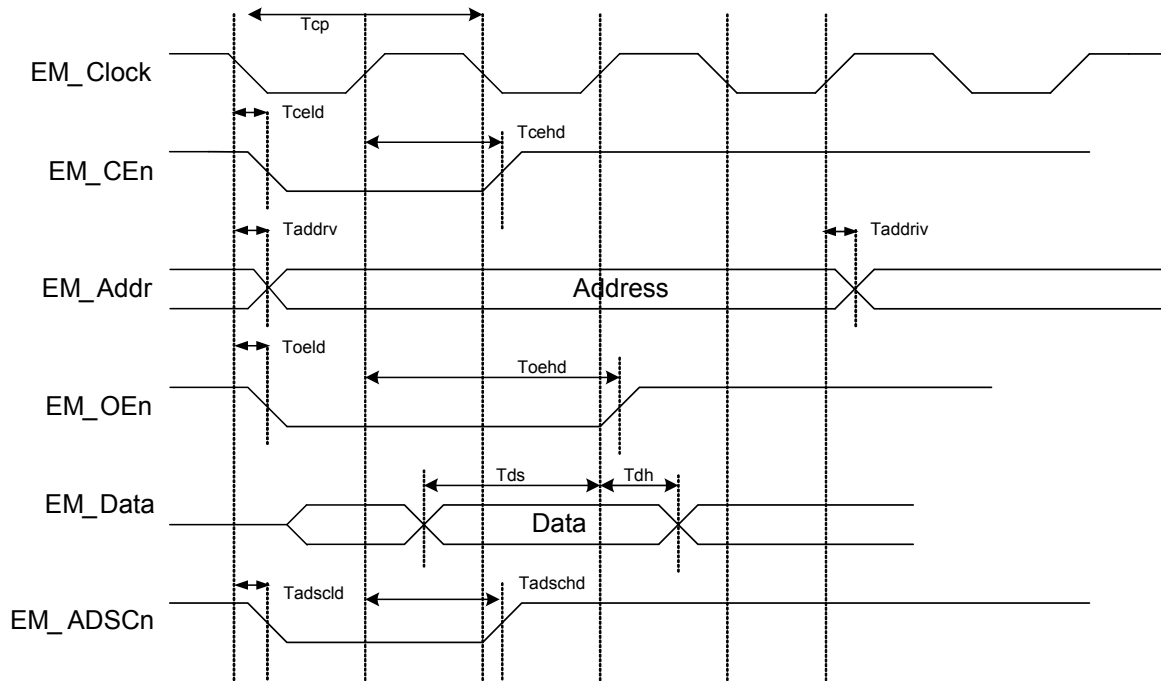 Tcp
EM_Clock
Tceld
Tcehd
EM_CEn
Taddrv
Taddriv
EM_Addr
Address
Toeld
Toehd
EM_OEn
Tds
Tdh
EM_Data
Data
Tadscld
Tadschd
EM_ADSCn